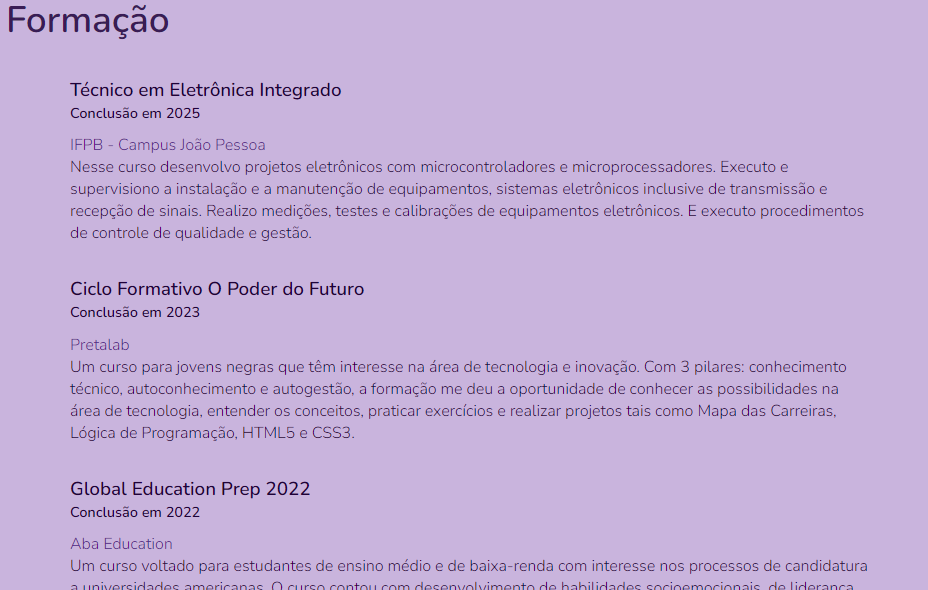 Formação
Técnico em Eletrônica Integrado
Conclusão em 2025
IFPB - Campus João Pessoa
Nesse curso desenvolvo projetos eletrônicos com microcontroladores e microprocessadores. Executo e
supervisiono a instalação e a manutenção de equipamentos, sistemas eletrônicos inclusive de transmissão e
recepção de sinais. Realizo medições, testes e calibrações de equipamentos eletrônicos. E executo procedimentos
de controle de qualidade e gestão.
Ciclo Formativo O Poder do Futuro
Conclusão em 2023
Pretalab
Um curso para jovens negras que têm interesse na área de tecnologia e inovação. Com 3 pilares: conhecimento
técnico, autoconhecimento e autogestão, a formação me deu a oportunidade de conhecer as possibilidades na
área de tecnologia, entender os conceitos, praticar exercícios e realizar projetos tais como Mapa das Carreiras,
Lógica de Programação, HTML5 e CSS3.
Global Education Prep 2022
Conclusão em 2022
Aba Education
Um curso voltado para estudantes de ensino médio e de baixa-renda com interesse nos processos de candidatura
a universidades americanas. O curso contou com desenvolvimento de habilidades socioemocionais, de liderança